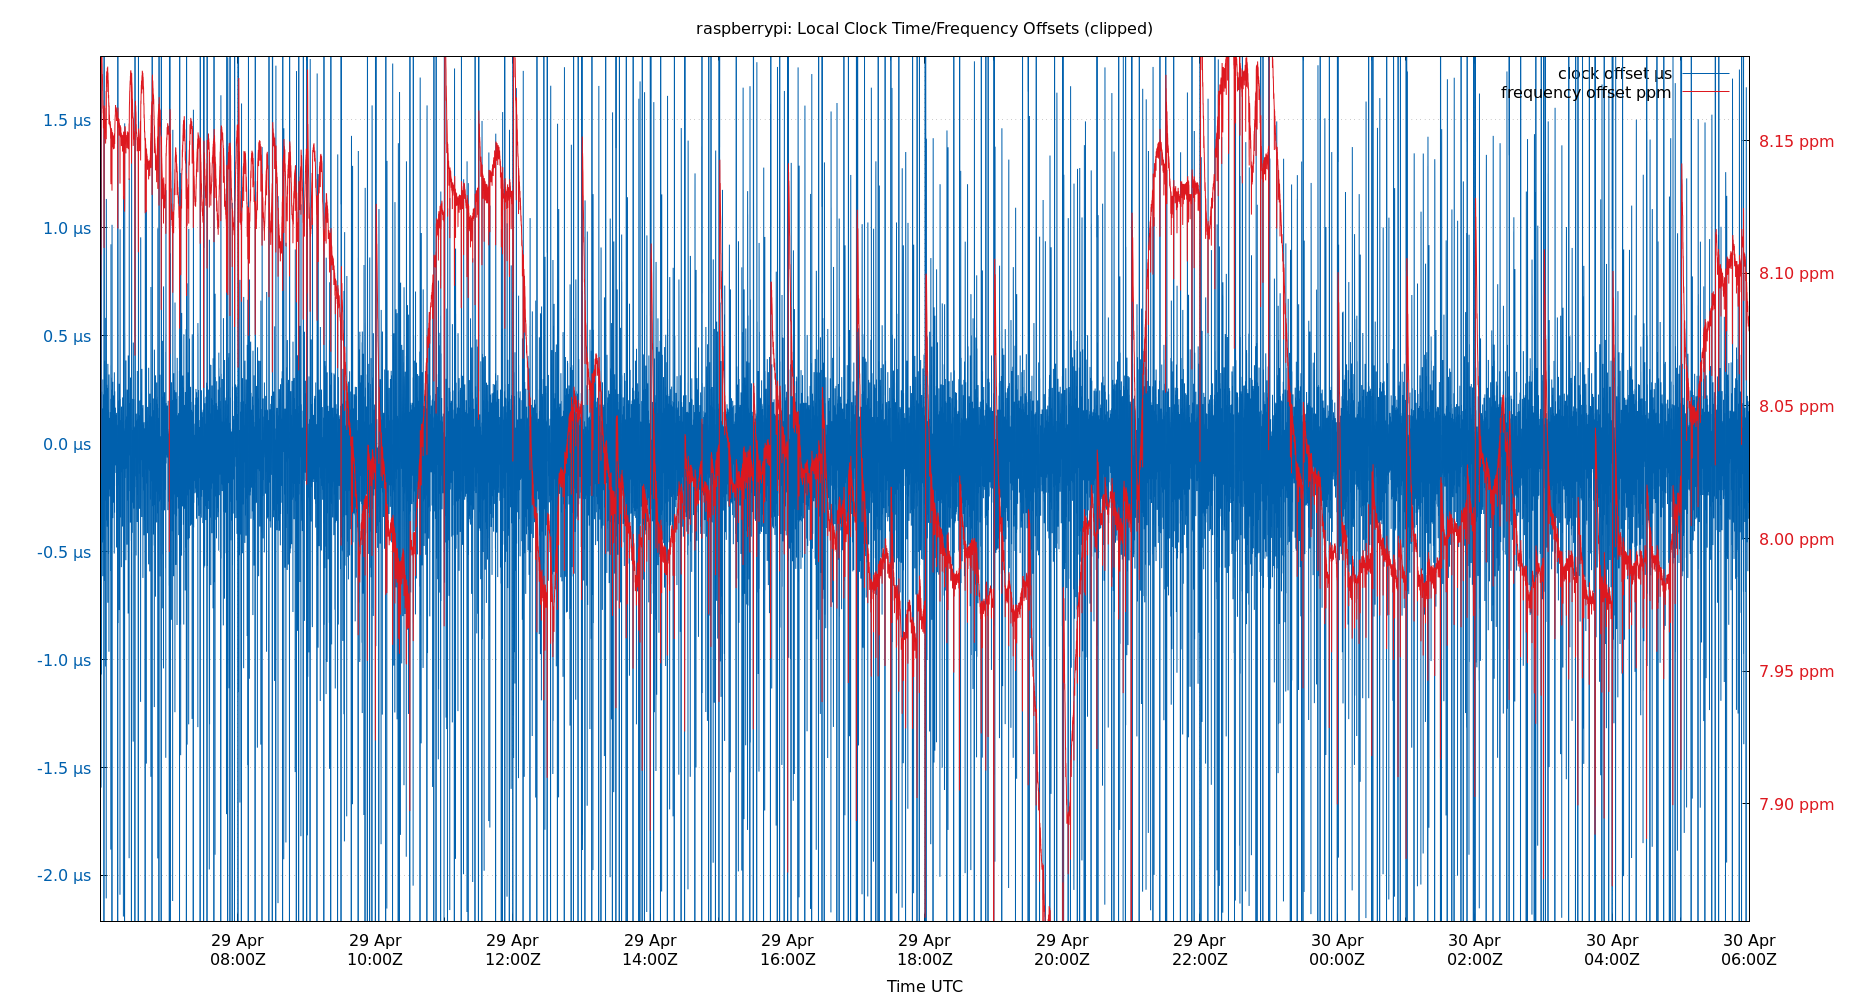 raspberrypi: Local Clock Time/Frequency Offsets (clipped)
clock offset µs
frequency offset ppm
1.5 µs
1.0 µs
0.5 µs
0.0 µs
-0.5 µs
-1.0 µs
-1.5 µs
-2.0 µs
8.15 ppm
8.10 ppm
8.05 ppm
8.00 ppm
7.95 ppm
7.90 ppm
29 Apr 29 Apr 29 Apr 29 Apr 29 Apr 29 Apr 29 Apr 29 Apr 30 Apr 30 Apr 30 Apr 30 Apr
08:00Z 10:00Z 12:00Z 14:00Z 16:00Z 18:00Z 20:00Z 22:00Z 00:00Z 02:00Z 04:00Z 06:00Z
Time UTC